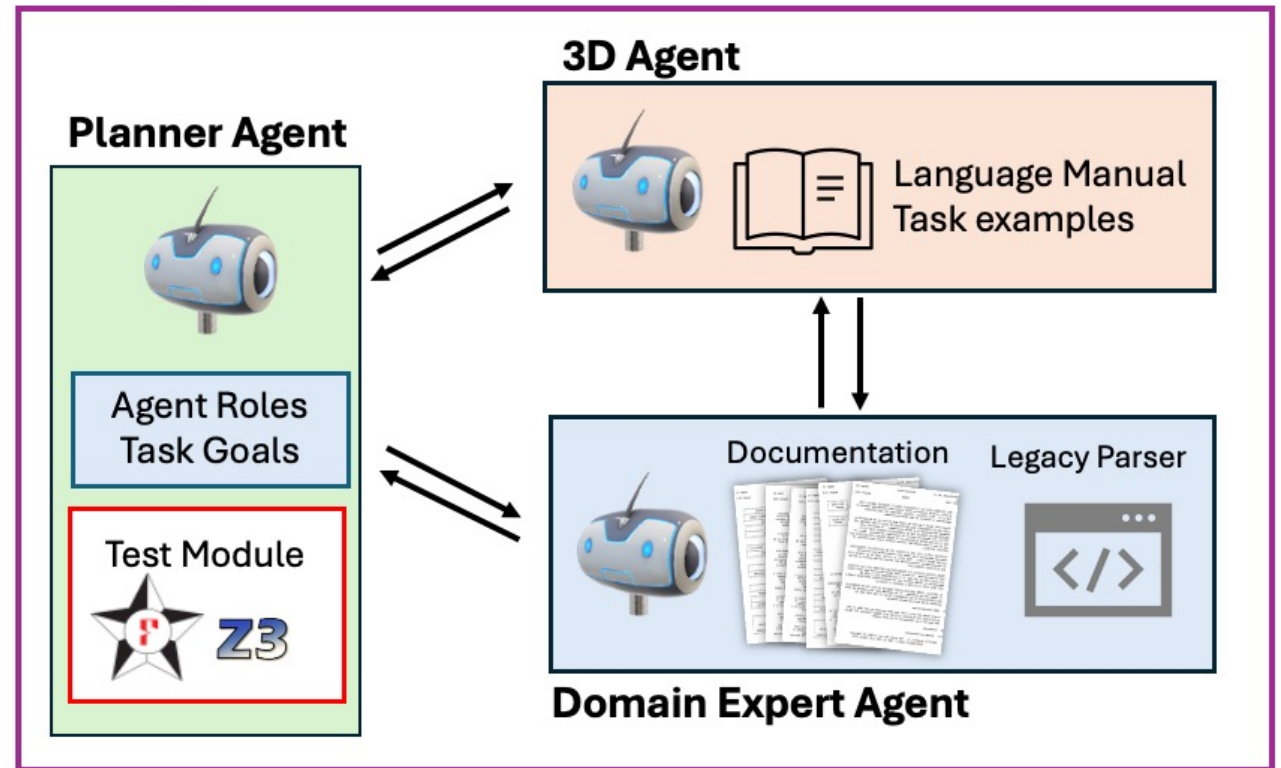 3D Agent
Planner Agent
Language Manual
Task examples
Agent Roles
Task Goals
Documentation
Legacy Parser
Test Module
F
Z3
Domain Expert Agent